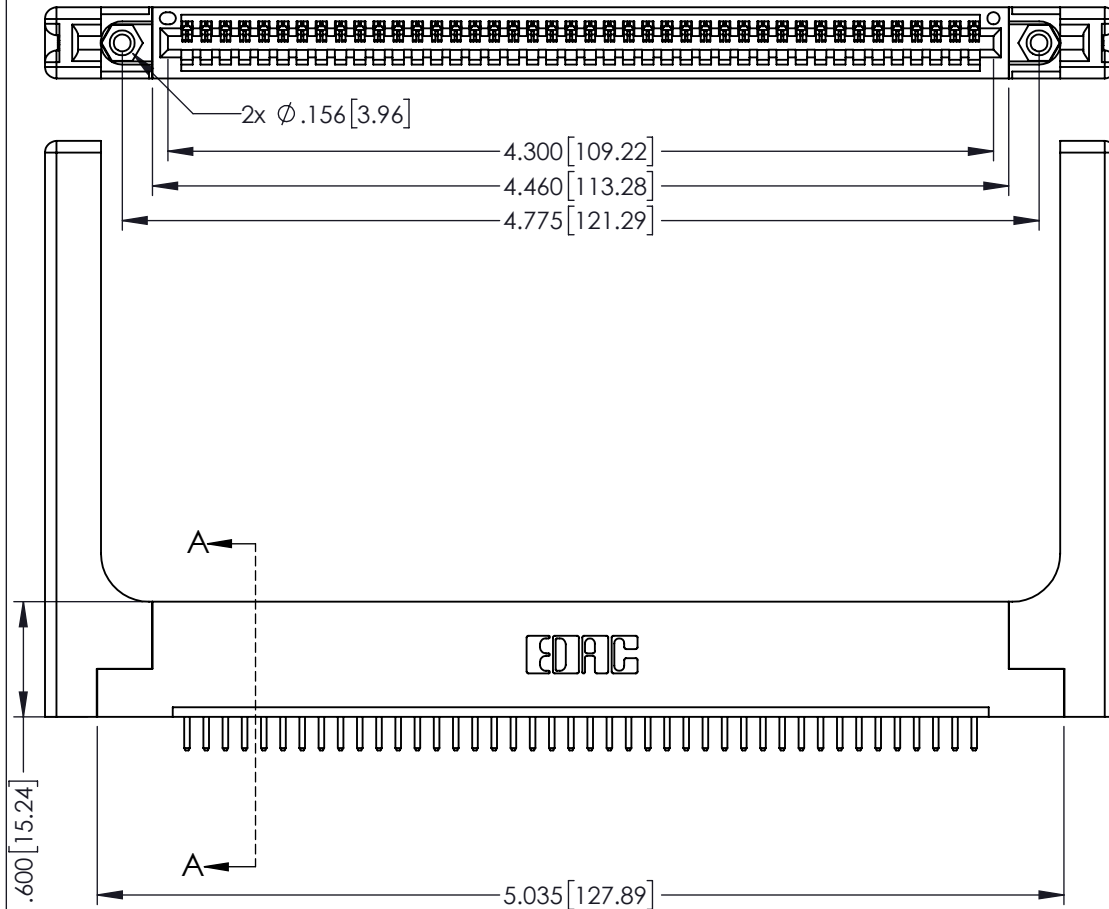 2x Ø.156[3.96]
4.300[109.22]
4.460[113.28]
4.775[121.29]
A
EDAC
.600[15.24]
A
5.035[127.89]